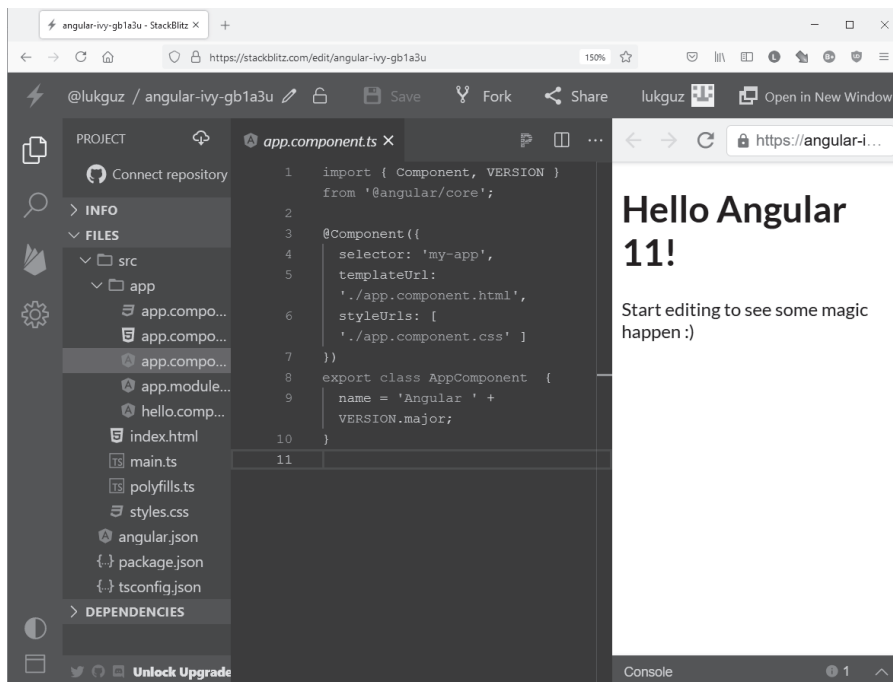 angular-ivy-gb1a3u - StackBlitz
https://stackblitz.com/edit/angular-ivy-gb1a3u
150%
@lukguz / angular-ivy-gb1a3u
Save
Fork
Share
lukguz
Open in New Window
PROJECT
Connect repository
INFO
FILES
src
app
app.compo...
app.compo...
app.compo...
app.module...
hello.comp...
index.html
main.ts
polyfills.ts
styles.css
angular.json
package.json
tsconfig.json
DEPENDENCIES
Unlock Upgrade
app.component.ts
1 import { Component, VERSION }
from '@angular/core';
2
3 @Component({
4 selector: 'my-app',
5 templateUrl:
'./app.component.html',
6 styleUrls: [
'./app.component.css' ]
7 })
8 export class AppComponent {
9 name = 'Angular ' +
VERSION.major;
10 }
11
https://angular-i...
Hello Angular
11!
Start editing to see some magic
happen :)
Console
1